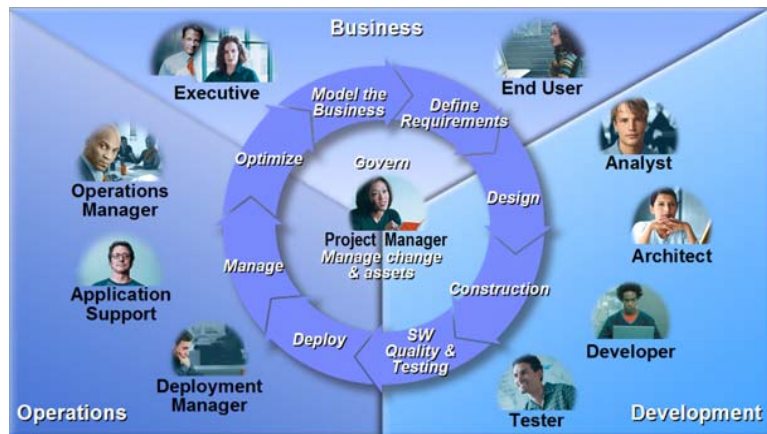 Business
Executive
End User
Model the
Business
Define
Requirements
Optimize
Govern
Analyst
Operations
Manager
Design
Project Manager
Manage change
& assets
Architect
Manage
Application
Support
Construction
Deploy
SW
Quality &
Testing
Developer
Deployment
Manager
Tester
Operations
Development